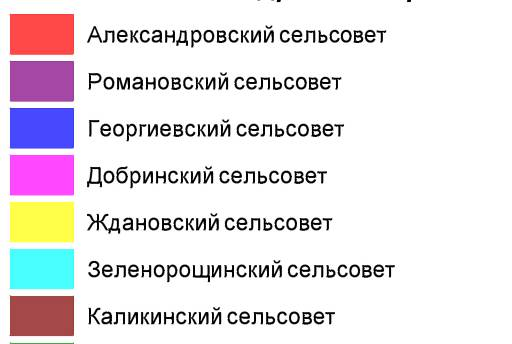 Александровский сельсовет
Романовский сельсовет
Георгиевский сельсовет
Добринский сельсовет
Ждановский сельсовет
Зеленорощинский сельсовет
Каликинский сельсовет